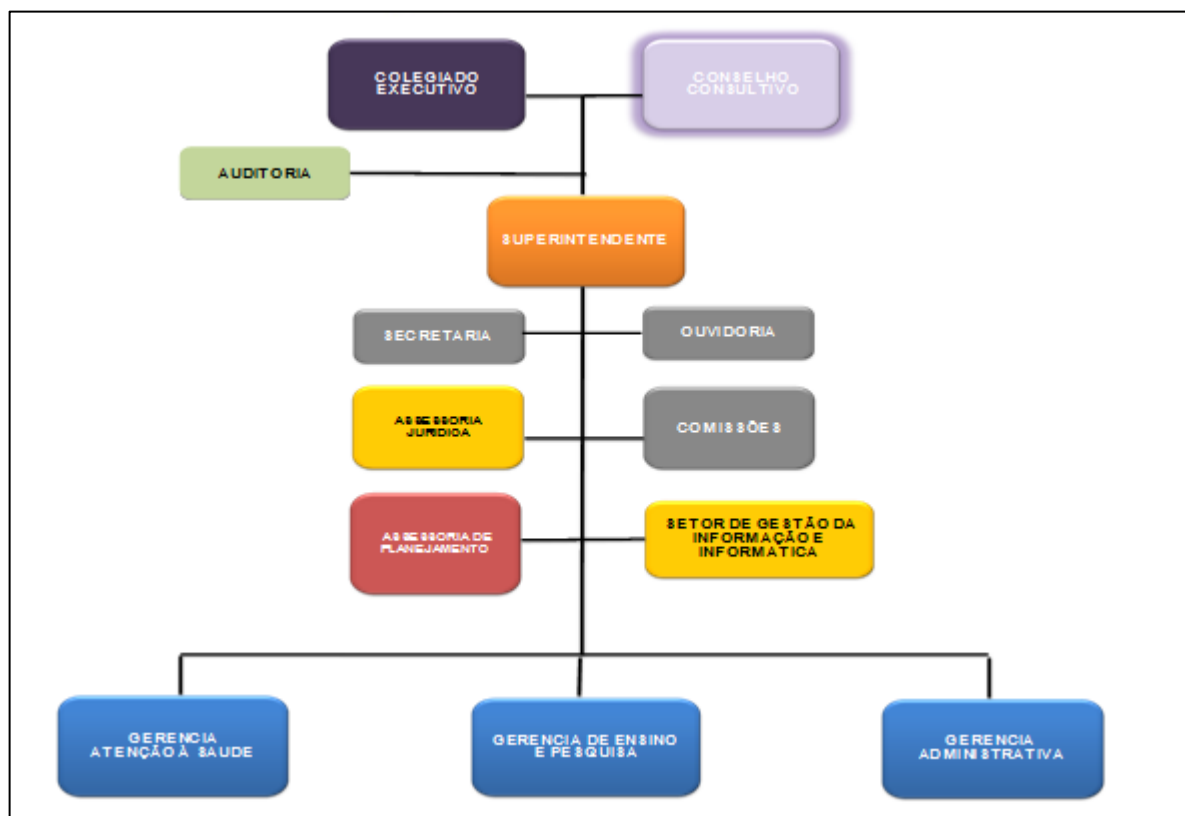 COLEGIADO
EXECUTIVO
CONSELHO
CONSULTIVO
AUDITORIA
SUPERINTENDENTE
SECRETARIA
OUVIDORIA
ASSESSORIA
JURIDICA
COMISSÕES
ASSESSORIA DE
PLANEJAMENTO
SETOR DE GESTÃO DA
INFORMAÇÃO E
INFORMATICA
GERENCIA
ATENÇÃO À SAUDE
GERENCIA DE ENSINO
E PESQUISA
GERENCIA
ADMINISTRATIVA